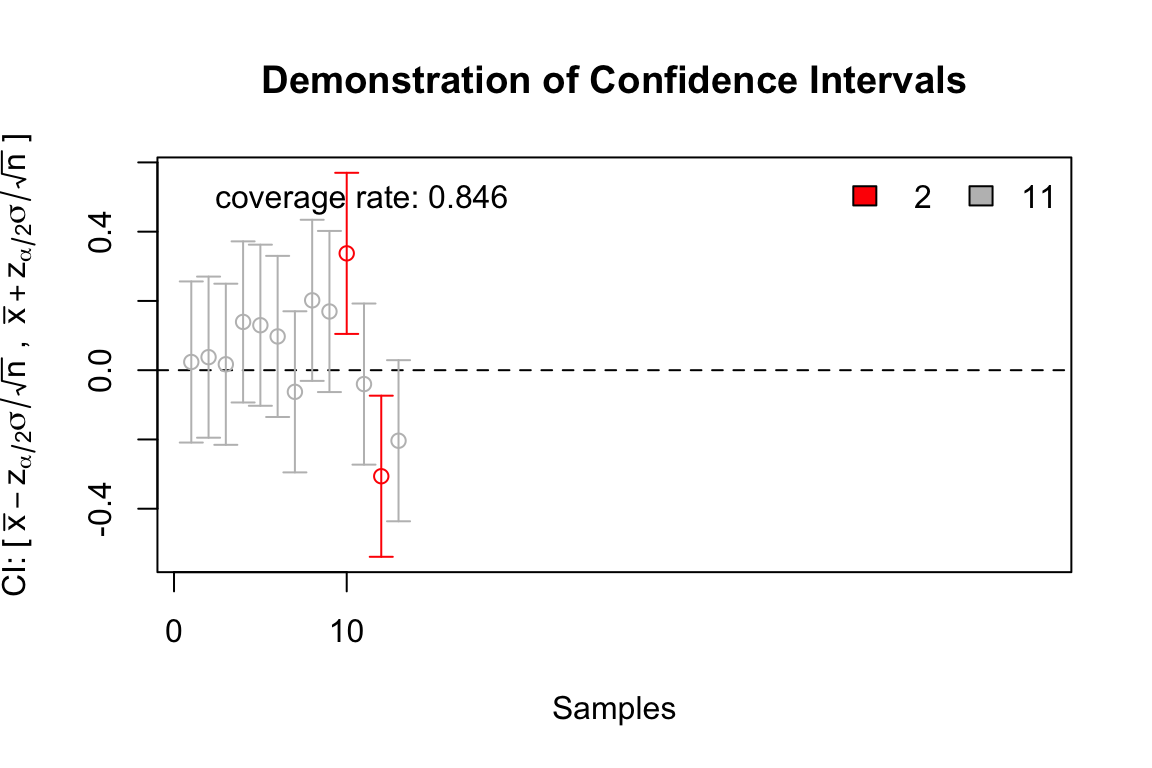 Demonstration of Confidence Intervals
coverage rate: 0.846
2
11
CI: [ x̅ − zα/2σ/√n , x̅ + zα/2σ/√n ]
0.4
0.0
-0.4
0
10
Samples